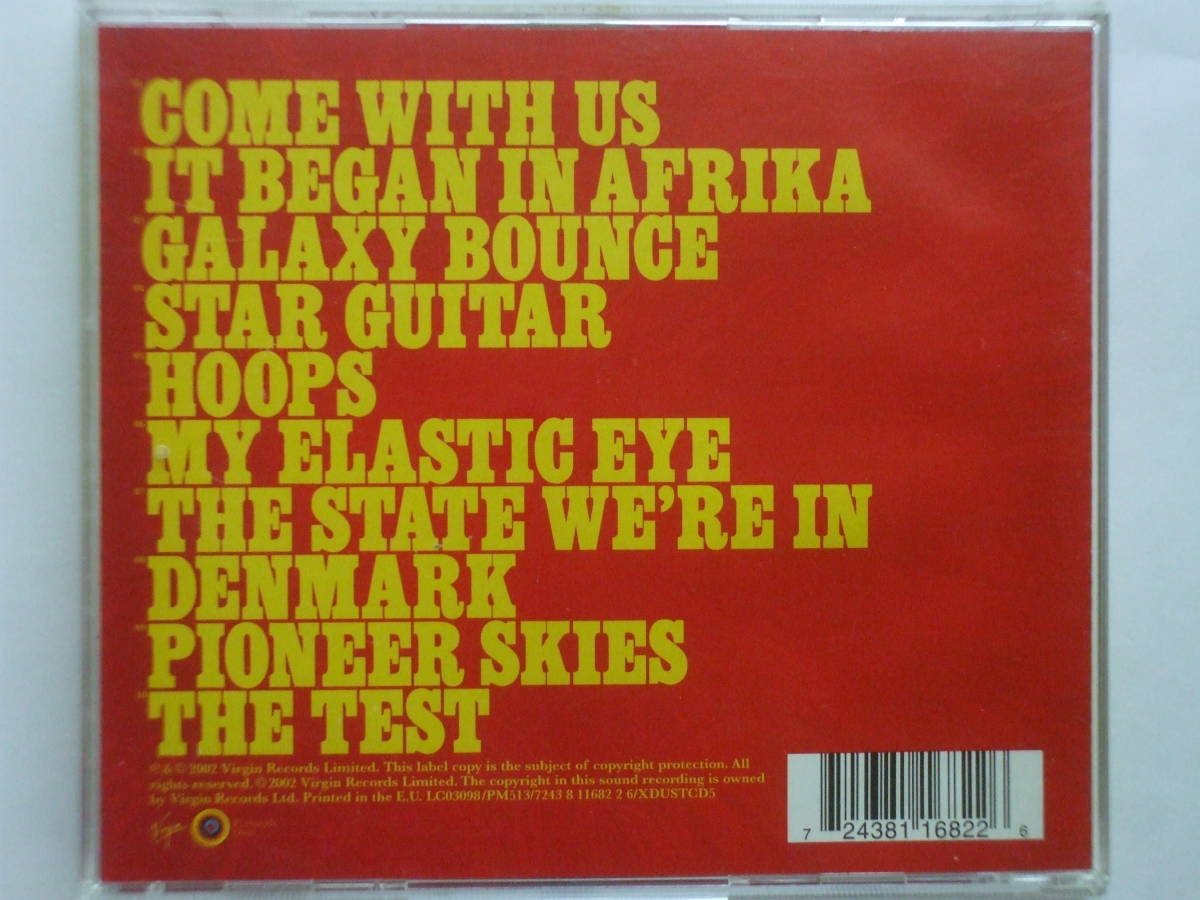 COME WITH US
IT BEGAN IN AFRIKA
GALAXY BOUNCE
STAR GUITAR
HOOPS
MY ELASTIC EYE
THE STATE WE'RE IN
DENMARK
PIONEER SKIES
10
THE TEST
℗ & © 2002 Virgin Records Limited. This label copy is the subject of copyright protection. All
rights reserved. © 2002 Virgin Records Limited. The copyright in this sound recording is owned
by Virgin Records Ltd. Printed in the E.U. LC03098/PM513/7243 8 11682 2 6/XDUSTCD5
Virgin
7 24381 16822 6